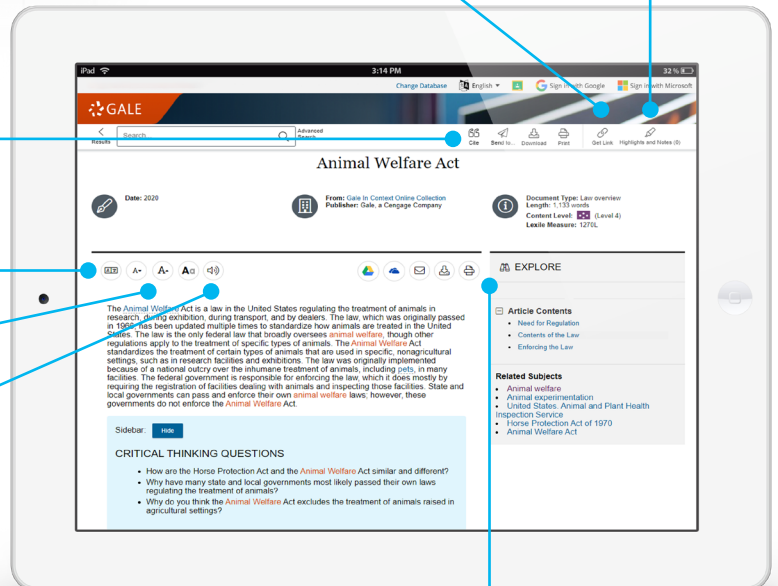 iPad
3:14 PM
32 %
Change Database
English
Sign in with Google
Sign in with Microsoft
GALE
Results
Search...
Advanced
Search
Cite
Send to...
Download
Print
Get Link
Highlights and Notes (0)
Animal Welfare Act
Date: 2020
From: Gale In Context Online Collection
Publisher: Gale, a Cengage Company
Document Type: Law overview
Length: 1,133 words
Content Level: (Level 4)
Lexile Measure: 1270L
EXPLORE
The Animal Welfare Act is a law in the United States regulating the treatment of animals in
research, during exhibition, during transport, and by dealers. The law, which was originally passed
in 1966, has been updated multiple times to standardize how animals are treated in the United
States. The law is the only federal law that broadly oversees animal welfare, though other
regulations apply to the treatment of specific types of animals. The Animal Welfare Act
standardizes the treatment of certain types of animals that are used in specific, nonagricultural
settings, such as in research facilities and exhibitions. The law was originally implemented
because of a national outcry over the inhumane treatment of animals, including pets, in many
facilities. The federal government is responsible for enforcing the law, which it does mostly by
requiring the registration of facilities dealing with animals and inspecting those facilities. State and
local governments can pass and enforce their own animal welfare laws; however, these
governments do not enforce the Animal Welfare Act.
Sidebar: Hide
CRITICAL THINKING QUESTIONS
• How are the Horse Protection Act and the Animal Welfare Act similar and different?
• Why have many state and local governments most likely passed their own laws
regulating the treatment of animals?
• Why do you think the Animal Welfare Act excludes the treatment of animals raised in
agricultural settings?
Article Contents
• Need for Regulation
• Contents of the Law
• Enforcing the Law
Related Subjects
• Animal welfare
• Animal experimentation
• United States. Animal and Plant Health
Inspection Service
• Horse Protection Act of 1970
• Animal Welfare Act